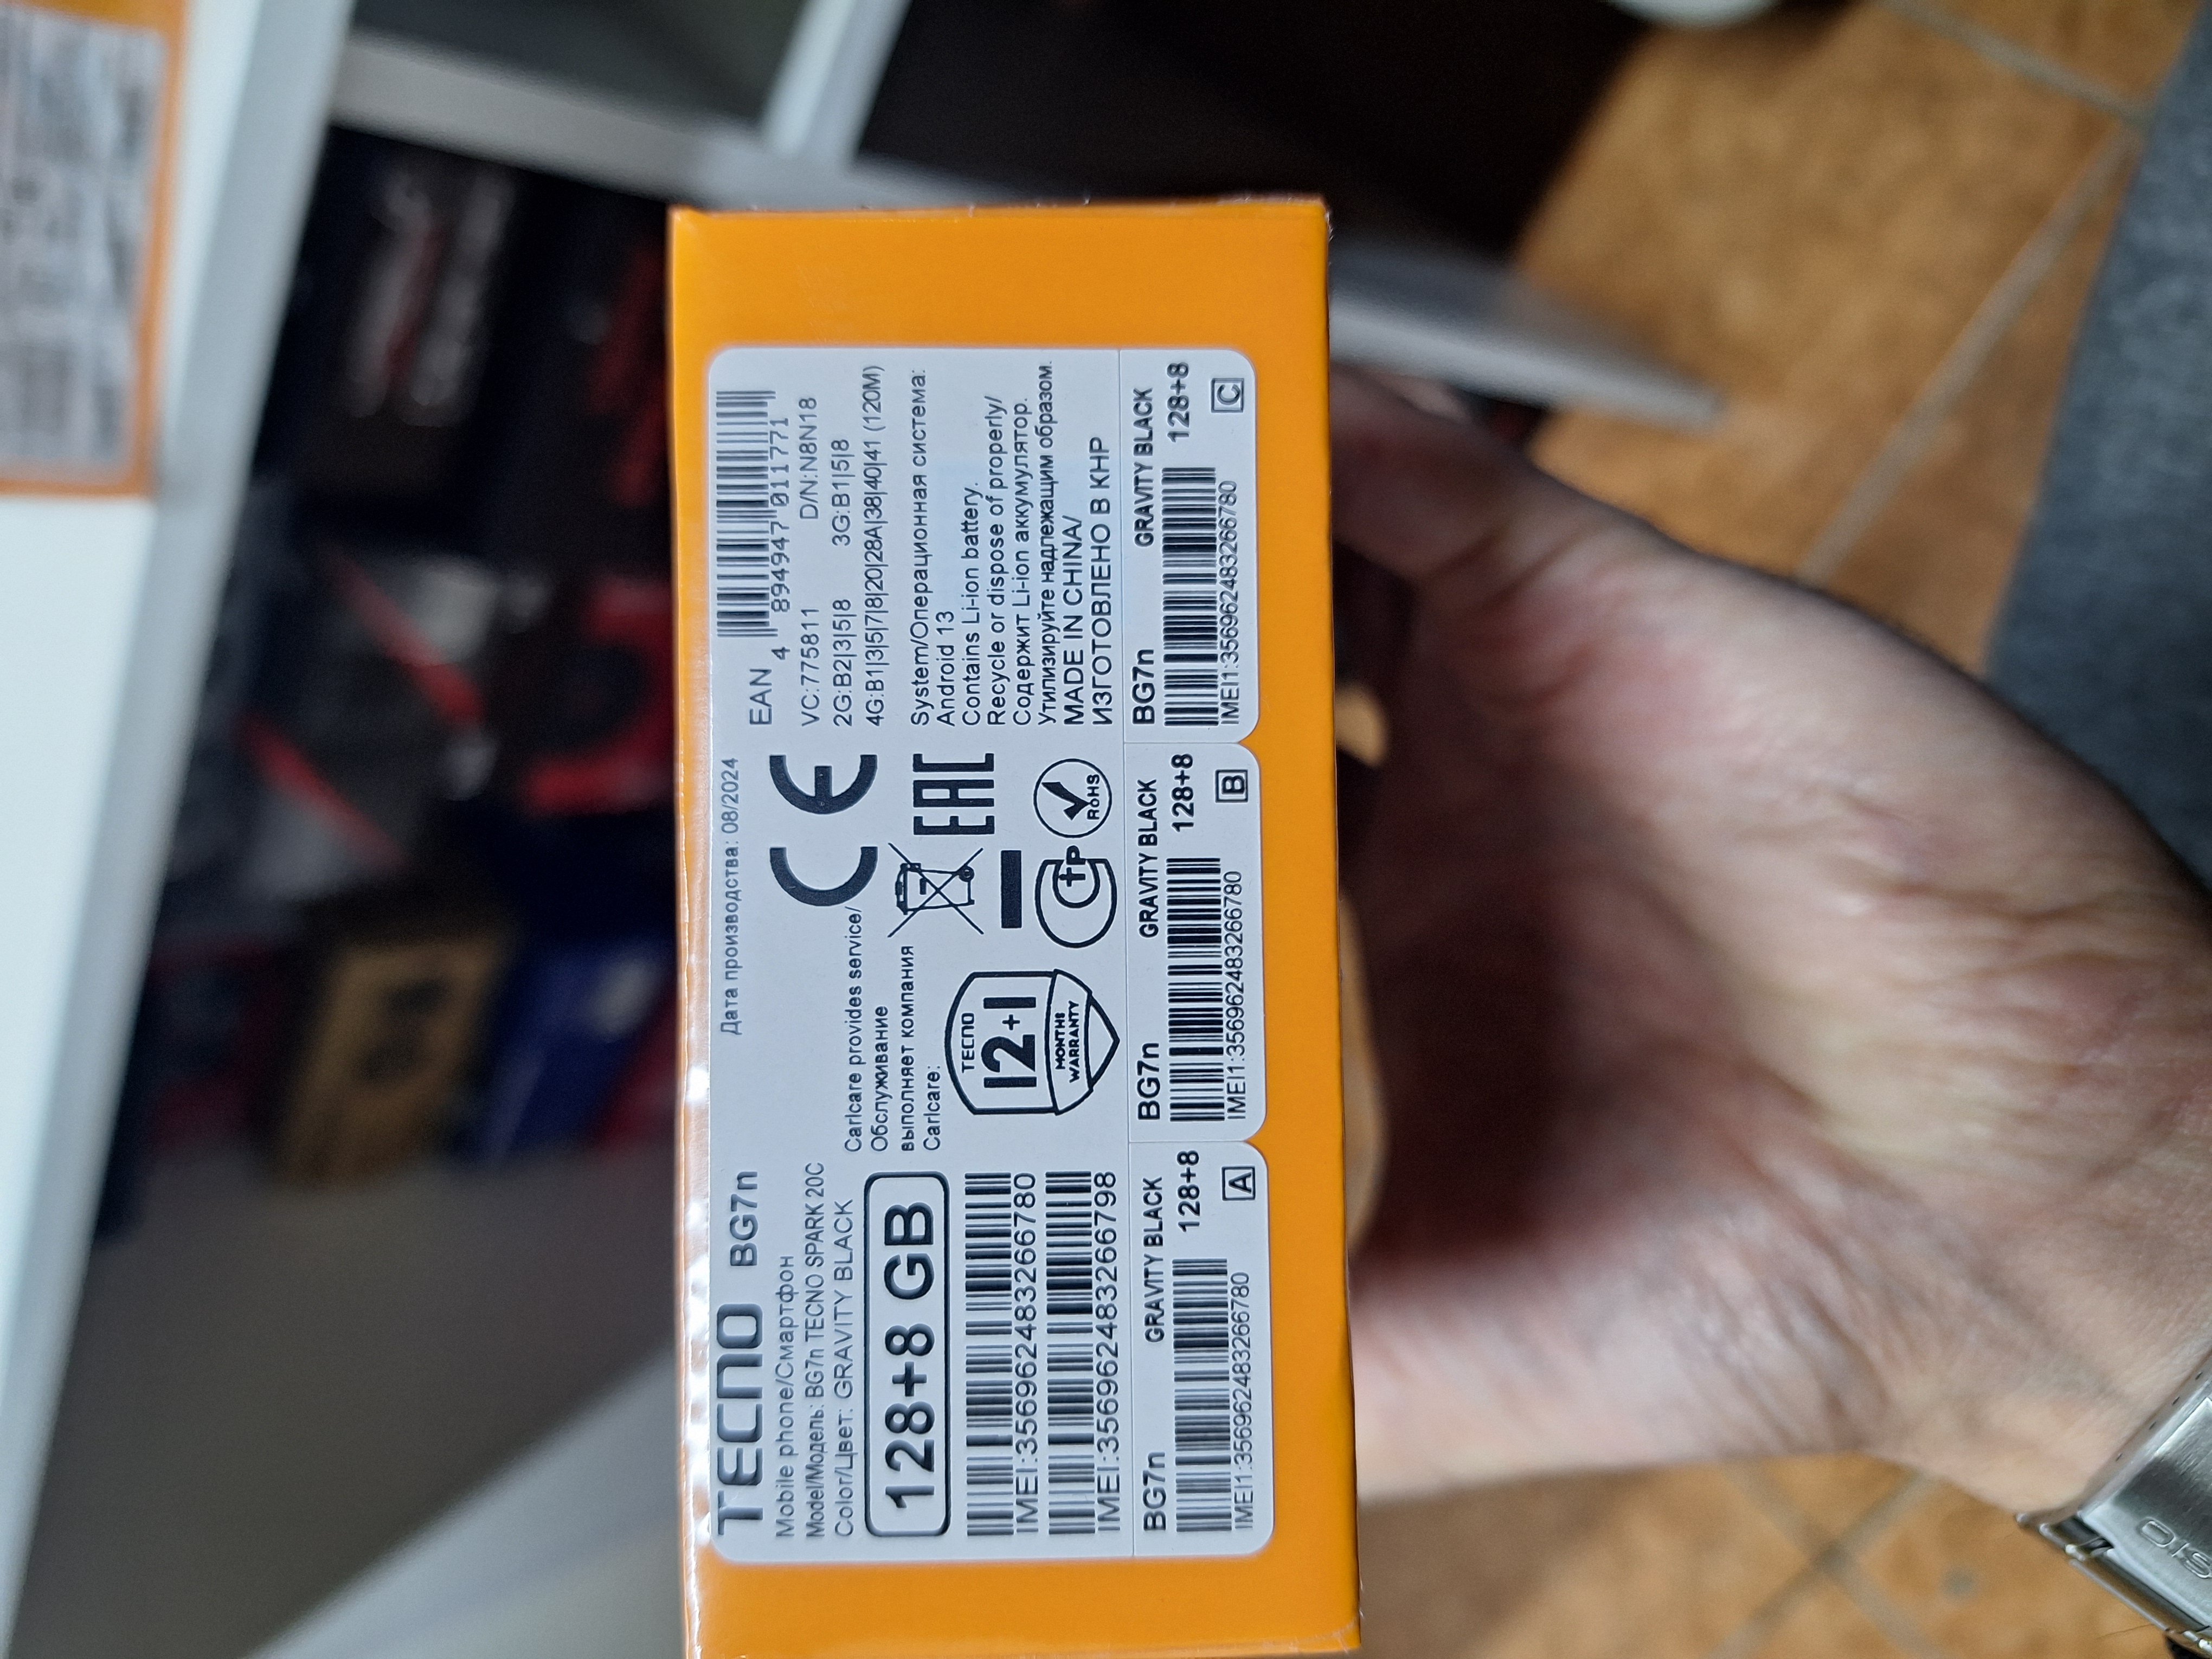 TECNO BG7n
Mobile phone/Смартфон
Model/Модель: BG7n TECNO SPARK 20C
Color/Цвет: GRAVITY BLACK
128+8 GB
IMEI:356962483266780
IMEI:356962483266798
Дата производства: 08/2024
Carlcare provides service/
Обслуживание
выполняет компания
Carlcare:
TECNO
12+1
MONTHS
WARRANTY
CE
EAC
RoHS
EAN
4 894947 011771
VC:775811 D/N:N8N18
2G:B2|3|5|8 3G:B1|5|8
4G:B1|3|5|7|8|20|28A|38|40|41 (120M)
System/Операционная система:
Android 13
Contains Li-ion battery.
Recycle or dispose of properly/
Содержит Li-ion аккумулятор.
Утилизируйте надлежащим образом.
MADE IN CHINA/
ИЗГОТОВЛЕНО В КНР
BG7n GRAVITY BLACK
128+8
IMEI1:356962483266780
A
BG7n GRAVITY BLACK
128+8
IMEI1:356962483266780
B
BG7n GRAVITY BLACK
128+8
IMEI1:356962483266780
C